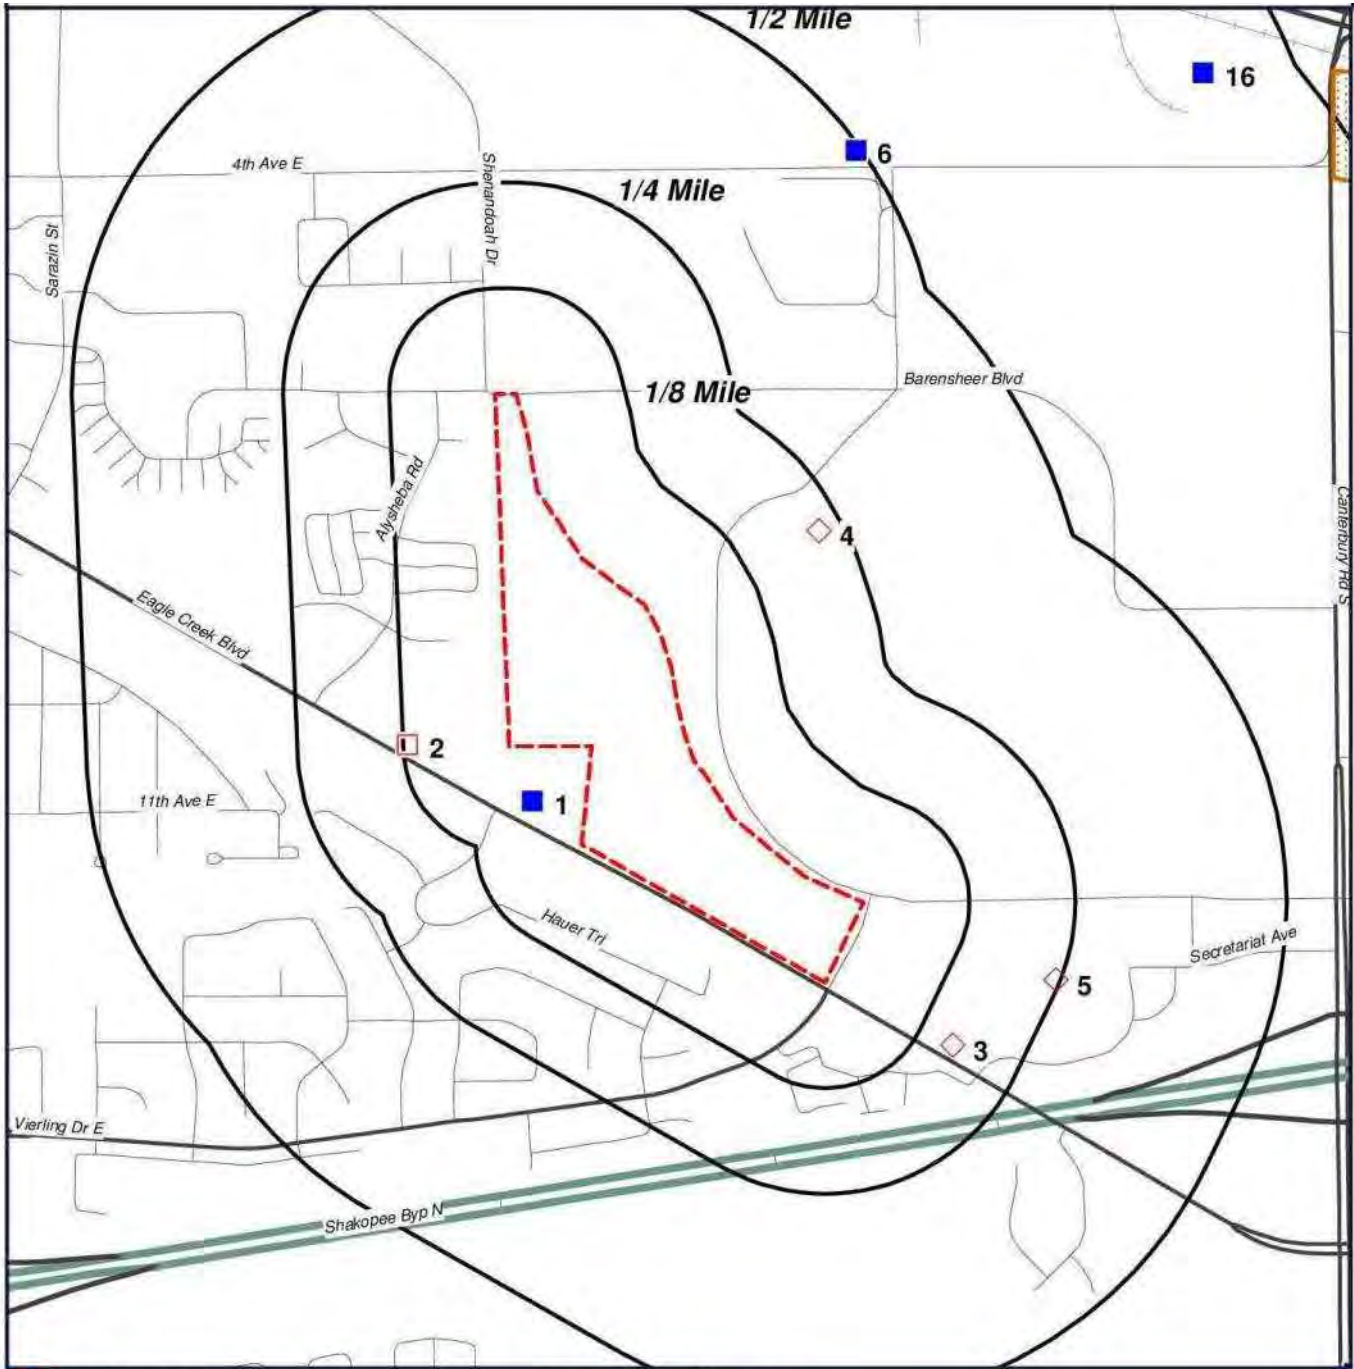 1/2 Mile
16
6
4th Ave E
1/4 Mile
Shenandoah Dr
Sarazin St
Barensheer Blvd
1/8 Mile
Alysheba Rd
Canterbury Rd S
4
Eagle Creek Blvd
2
1
11th Ave E
Hauer Trl
Secretariat Ave
5
3
Vierling Dr E
Shakopee Byp N